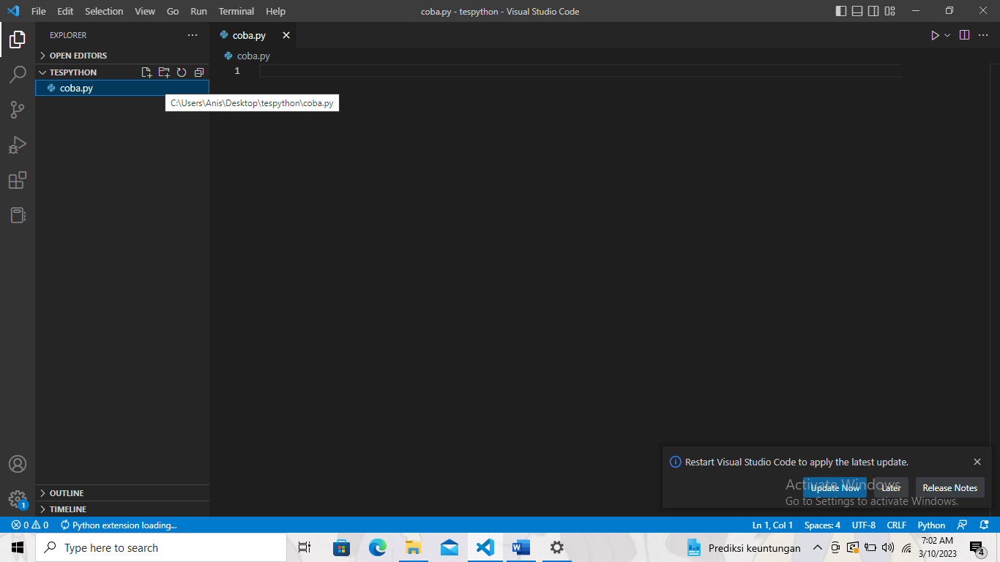 File Edit Selection View Go Run Terminal Help
coba.py - tespython - Visual Studio Code
EXPLORER
OPEN EDITORS
TESPYTHON
coba.py
C:\Users\Anis\Desktop\tespython\coba.py
coba.py
coba.py
1
Restart Visual Studio Code to apply the latest update.
Update Now Later Release Notes
Activate Windows
Go to Settings to activate Windows.
OUTLINE
TIMELINE
1
0 0 Python extension loading...
Ln 1, Col 1 Spaces: 4 UTF-8 CRLF Python
Type here to search
Prediksi keuntungan
7:02 AM
3/10/2023
4